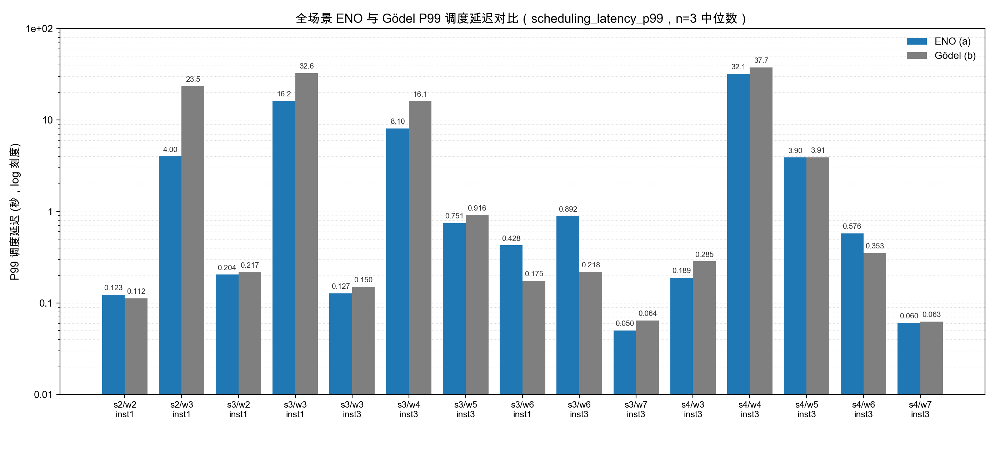 全场景 ENO 与 Gödel P99 调度延迟对比（scheduling_latency_p99，n=3 中位数）
ENO (a)
Gödel (b)
P99 调度延迟 (秒，log 刻度)
1e+02
10
1
0.1
0.01
0.123
0.112
4.00
23.5
0.204
0.217
16.2
32.6
0.127
0.150
8.10
16.1
0.751
0.916
0.428
0.175
0.892
0.218
0.050
0.064
0.189
0.285
32.1
37.7
3.90
3.91
0.576
0.353
0.060
0.063
s2/w2
inst1
s2/w3
inst1
s3/w2
inst1
s3/w3
inst1
s3/w3
inst3
s3/w4
inst3
s3/w5
inst3
s3/w6
inst1
s3/w6
inst3
s3/w7
inst3
s4/w3
inst3
s4/w4
inst3
s4/w5
inst3
s4/w6
inst3
s4/w7
inst3